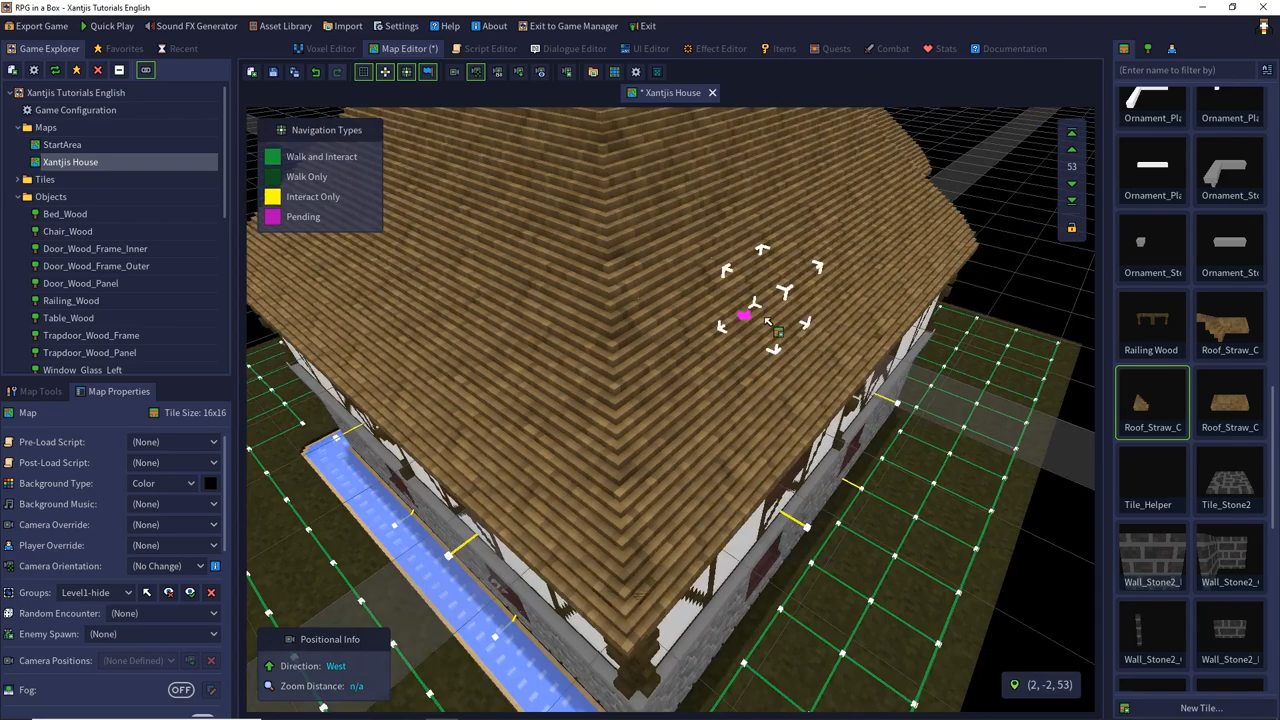 RPG in a Box - Xantjis Tutorials English
Export Game
Quick Play
Sound FX Generator
Asset Library
Import
Settings
Help
About
Exit to Game Manager
Exit
Game Explorer
Favorites
Recent
Voxel Editor
Map Editor (*)
Script Editor
Dialogue Editor
UI Editor
Effect Editor
Items
Quests
Combat
Stats
Documentation
* Xantjis House
Xantjis Tutorials English
Game Configuration
Maps
StartArea
Xantjis House
Tiles
Objects
Bed_Wood
Chair_Wood
Door_Wood_Frame_Inner
Door_Wood_Frame_Outer
Door_Wood_Panel
Railing_Wood
Table_Wood
Trapdoor_Wood_Frame
Trapdoor_Wood_Panel
Window_Glass_Left
Map Tools
Map Properties
Map
Tile Size: 16x16
Pre-Load Script: (None)
Post-Load Script: (None)
Background Type: Color
Background Music: (None)
Camera Override: (None)
Player Override: (None)
Camera Orientation: (No Change)
Groups: Level1-hide
Random Encounter: (None)
Enemy Spawn: (None)
Camera Positions: (None Defined)
Fog: OFF
Navigation Types
Walk and Interact
Walk Only
Interact Only
Pending
53
Positional Info
Direction: West
Zoom Distance: n/a
(2, -2, 53)
(Enter name to filter by)
Ornament_Pla
Ornament_Sto
Ornament_Pla
Ornament_Sto
Ornament_Sto
Ornament_Sto
Railing Wood
Roof_Straw_C
Roof_Straw_C
Roof_Straw_C
Tile_Helper
Tile_Stone2
Wall_Stone2_
Wall_Stone2_C
Wall_Stone2_
Wall_Stone2_
New Tile...